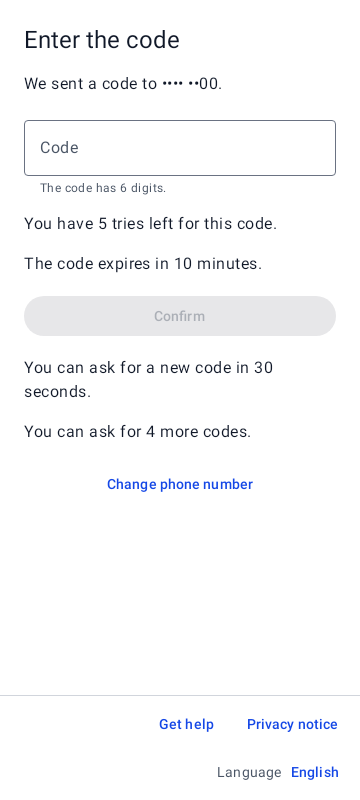 Enter the code
We sent a code to •••• ••00.
Code
The code has 6 digits.
You have 5 tries left for this code.
The code expires in 10 minutes.
Confirm
You can ask for a new code in 30
seconds.
You can ask for 4 more codes.
Change phone number
Get help Privacy notice
Language English